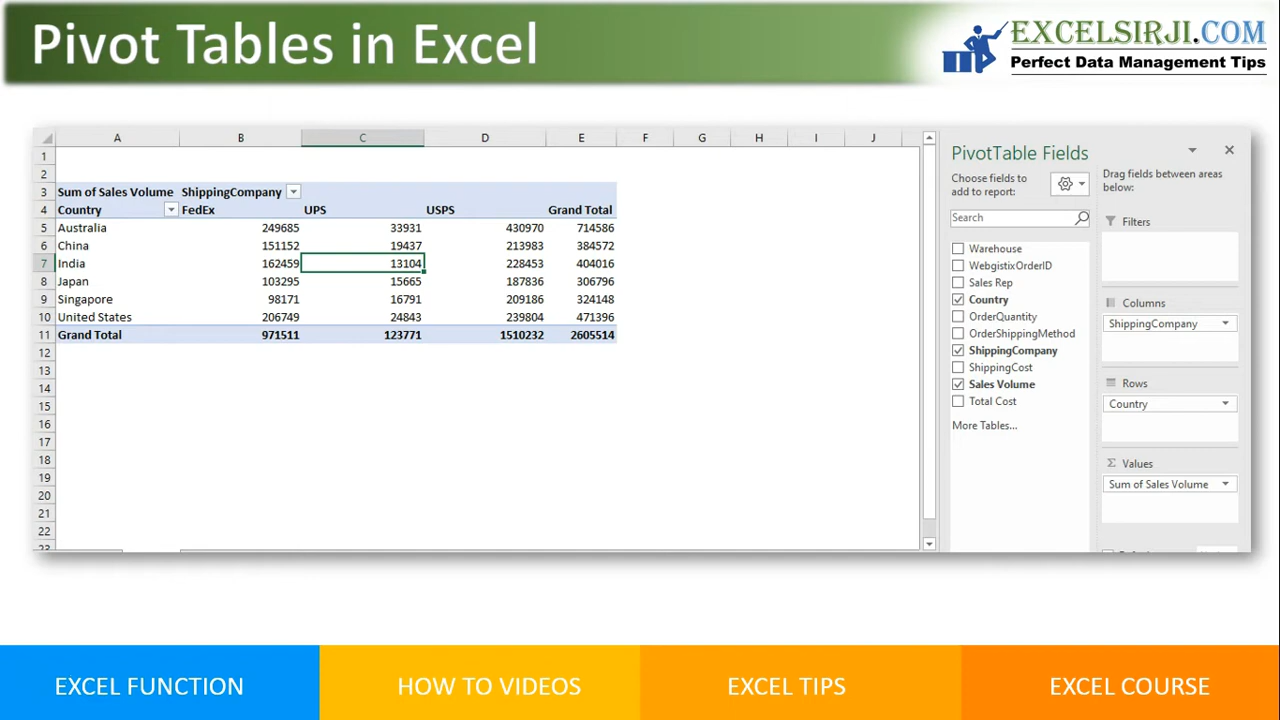 Pivot Tables in Excel
EXCELSIRJI.COM
Perfect Data Management Tips
A B C D E F G H I J
1
2
3 Sum of Sales Volume ShippingCompany
4 Country FedEx UPS USPS Grand Total
5 Australia 249685 33931 430970 714586
6 China 151152 19437 213983 384572
7 India 162459 13104 228453 404016
8 Japan 103295 15665 187836 306796
9 Singapore 98171 16791 209186 324148
10 United States 206749 24843 239804 471396
11 Grand Total 971511 123771 1510232 2605514
12
13
14
15
16
17
18
19
20
21
22
23
PivotTable Fields
Choose fields to
add to report:
Search
Warehouse
WebgistixOrderID
Sales Rep
Country
OrderQuantity
OrderShippingMethod
ShippingCompany
ShippingCost
Sales Volume
Total Cost
More Tables...
Drag fields between areas
below:
Filters
Columns
ShippingCompany
Rows
Country
Σ Values
Sum of Sales Volume
EXCEL FUNCTION
HOW TO VIDEOS
EXCEL TIPS
EXCEL COURSE